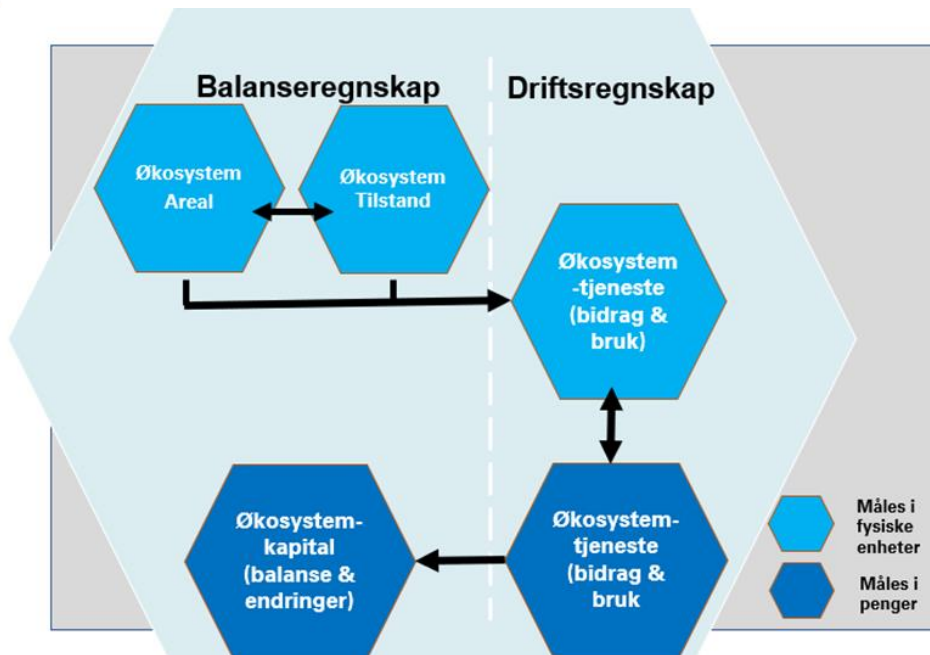 Balanseregnskap
Driftsregnskap
Økosystem
Areal
Økosystem
Tilstand
Økosystem
-tjeneste
(bidrag &
bruk)
Økosystem-
kapital
(balanse &
endringer)
Økosystem-
tjeneste
(bidrag &
bruk
Måles i
fysiske
enheter
Måles i
penger